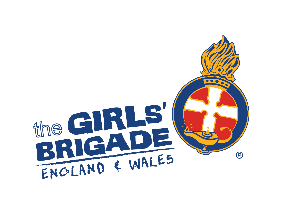 the GIRLS'
BRIGADE
ENGLAND & WALES
®